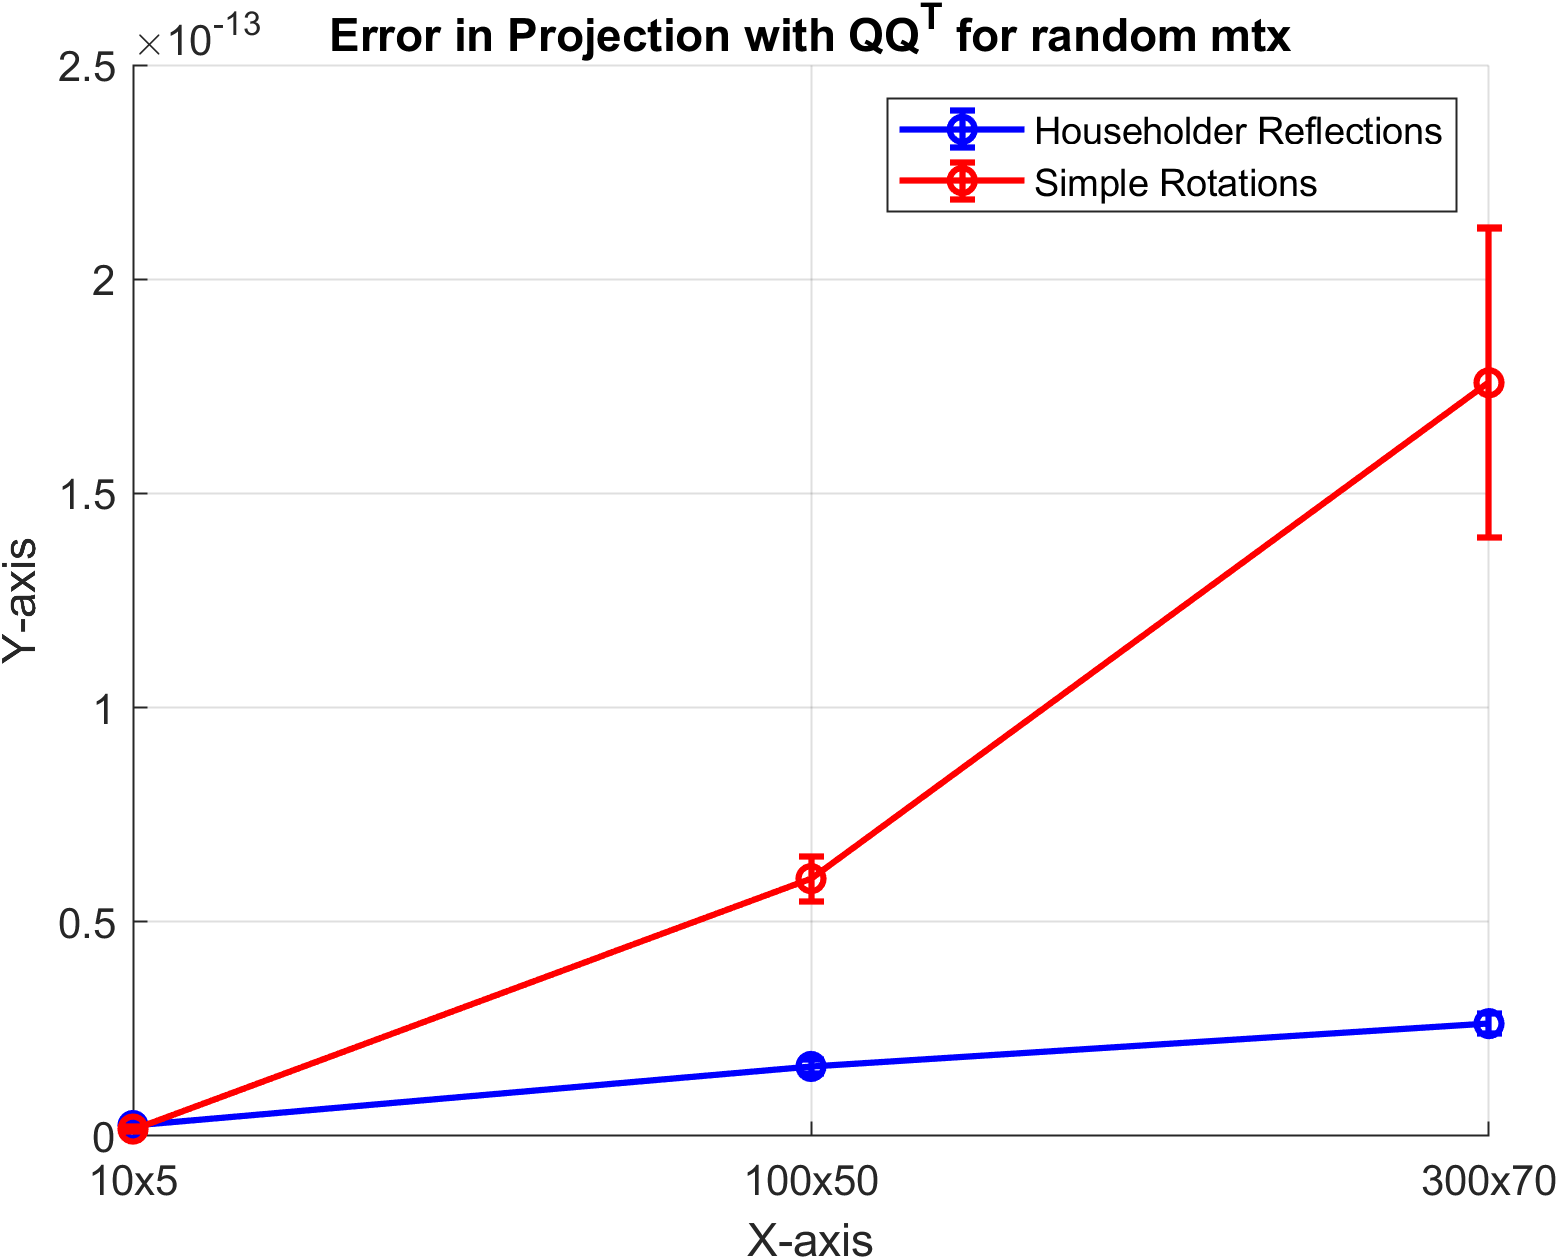 ×10⁻¹³
Error in Projection with QQᵀ for random mtx
2.5
Householder Reflections
Simple Rotations
2
1.5
Y-axis
1
0.5
0
10x5
100x50
300x70
X-axis